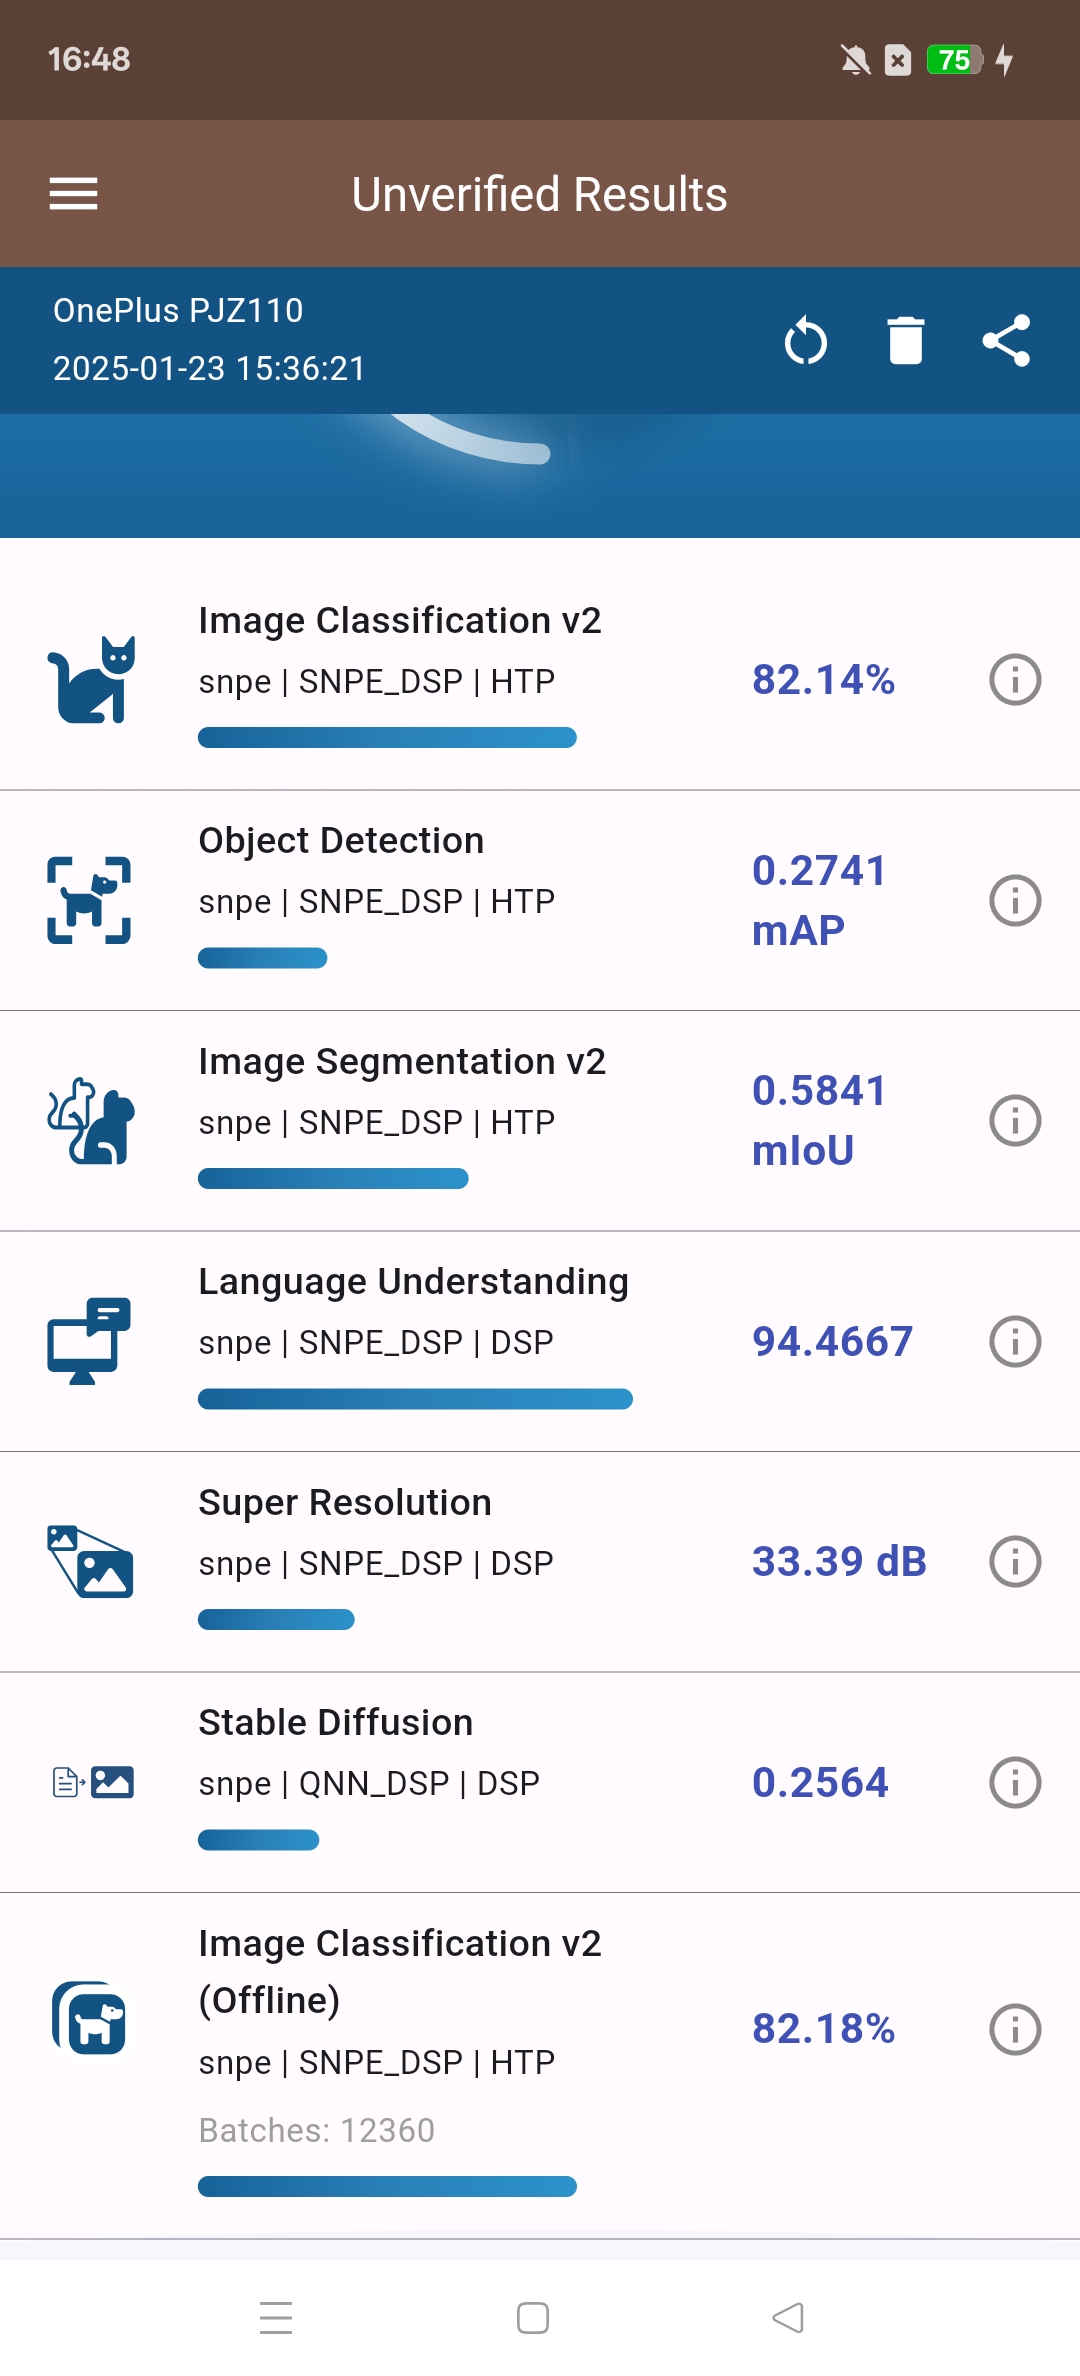 16:48
75
Unverified Results
OnePlus PJZ110
2025-01-23 15:36:21
Image Classification v2
snpe | SNPE_DSP | HTP
82.14%
Object Detection
snpe | SNPE_DSP | HTP
0.2741
mAP
Image Segmentation v2
snpe | SNPE_DSP | HTP
0.5841
mIoU
Language Understanding
snpe | SNPE_DSP | DSP
94.4667
Super Resolution
snpe | SNPE_DSP | DSP
33.39 dB
Stable Diffusion
snpe | QNN_DSP | DSP
0.2564
Image Classification v2
(Offline)
snpe | SNPE_DSP | HTP
82.18%
Batches: 12360